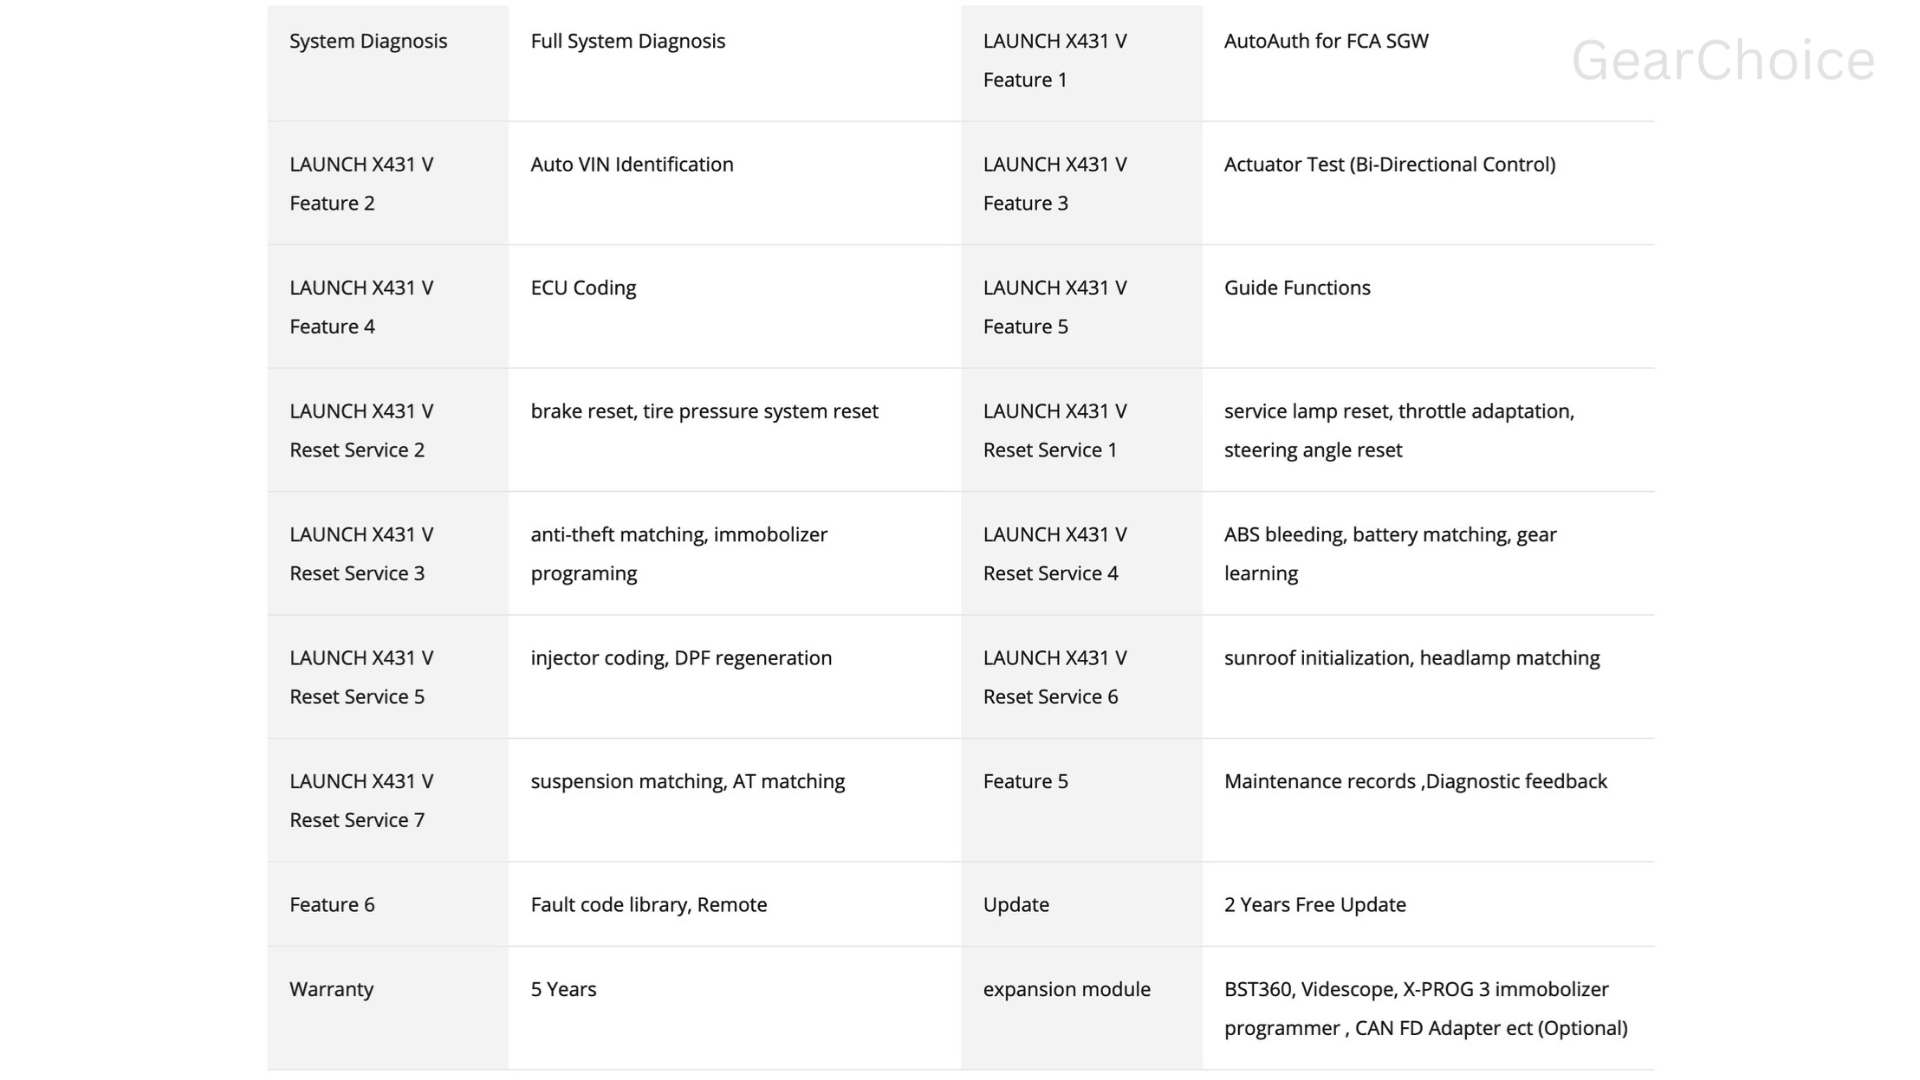 System Diagnosis
Full System Diagnosis
LAUNCH X431 V
Feature 1
AutoAuth for FCA SGW
GearChoice
LAUNCH X431 V
Feature 2
Auto VIN Identification
LAUNCH X431 V
Feature 3
Actuator Test (Bi-Directional Control)
LAUNCH X431 V
Feature 4
ECU Coding
LAUNCH X431 V
Feature 5
Guide Functions
LAUNCH X431 V
Reset Service 2
brake reset, tire pressure system reset
LAUNCH X431 V
Reset Service 1
service lamp reset, throttle adaptation,
steering angle reset
LAUNCH X431 V
Reset Service 3
anti-theft matching, immobolizer
programing
LAUNCH X431 V
Reset Service 4
ABS bleeding, battery matching, gear
learning
LAUNCH X431 V
Reset Service 5
injector coding, DPF regeneration
LAUNCH X431 V
Reset Service 6
sunroof initialization, headlamp matching
LAUNCH X431 V
Reset Service 7
suspension matching, AT matching
Feature 5
Maintenance records ,Diagnostic feedback
Feature 6
Fault code library, Remote
Update
2 Years Free Update
Warranty
5 Years
expansion module
BST360, Videscope, X-PROG 3 immobolizer
programmer , CAN FD Adapter ect (Optional)